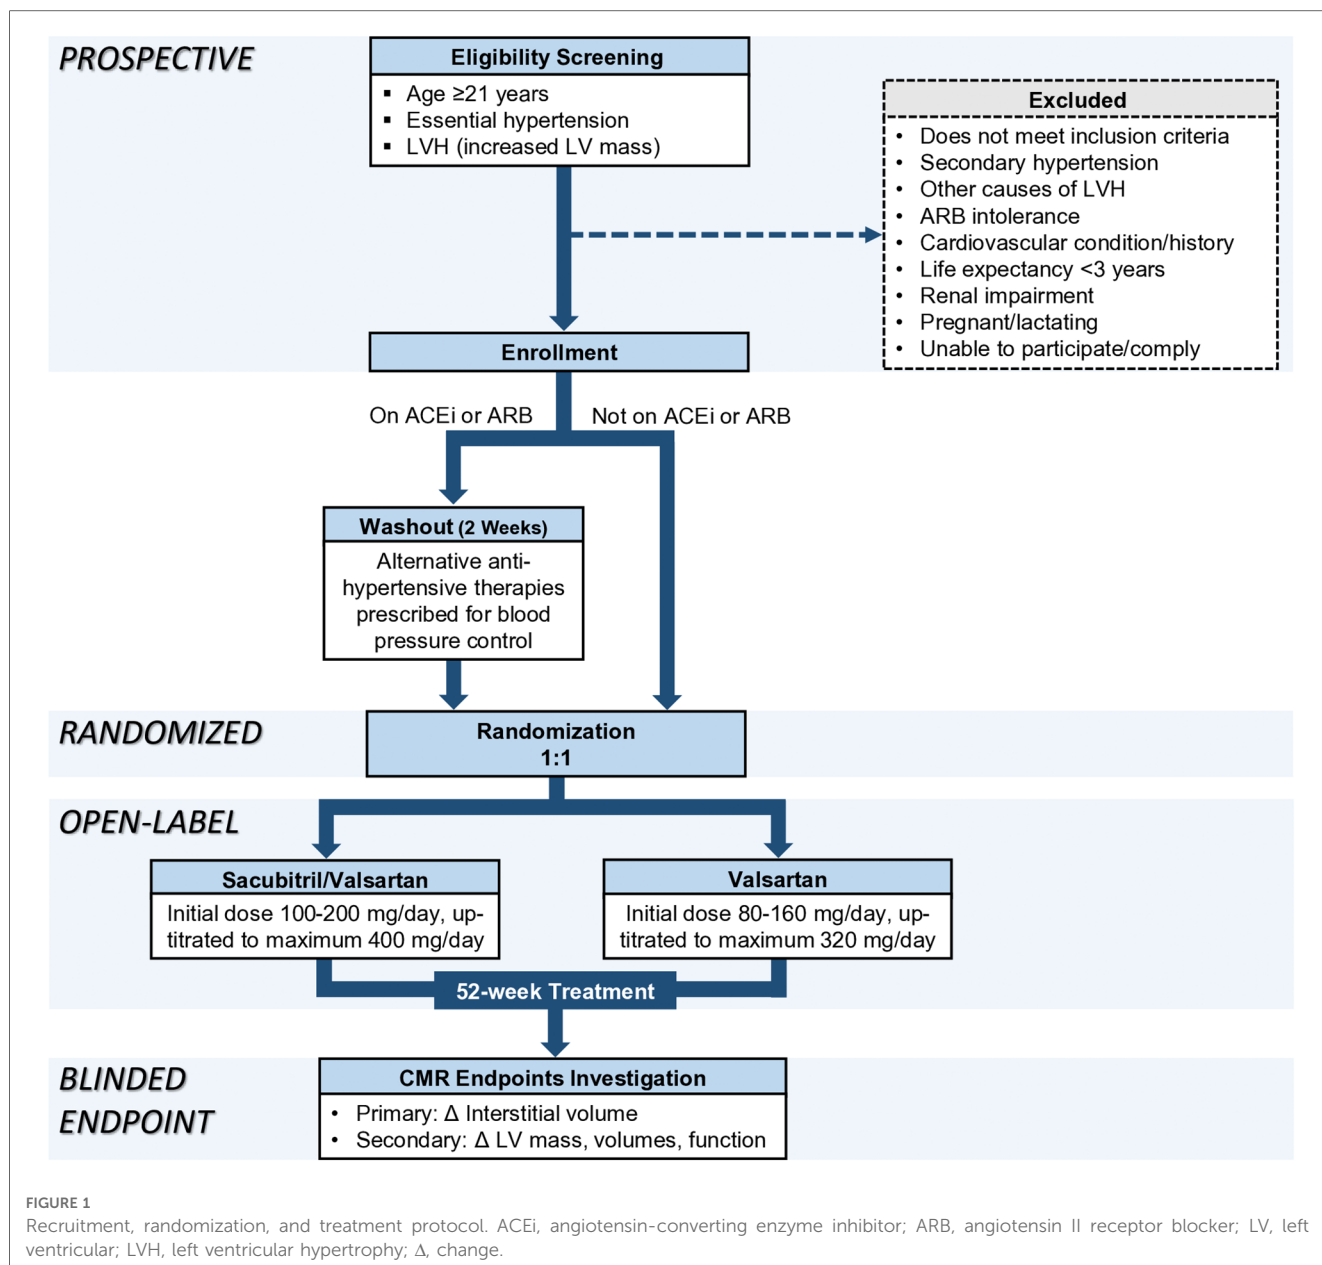 PROSPECTIVE
Eligibility Screening
▪ Age ≥21 years
▪ Essential hypertension
▪ LVH (increased LV mass)
Excluded
• Does not meet inclusion criteria
• Secondary hypertension
• Other causes of LVH
• ARB intolerance
• Cardiovascular condition/history
• Life expectancy <3 years
• Renal impairment
• Pregnant/lactating
• Unable to participate/comply
Enrollment
On ACEi or ARB
Not on ACEi or ARB
Washout (2 Weeks)
Alternative anti-
hypertensive therapies
prescribed for blood
pressure control
RANDOMIZED
Randomization
1:1
OPEN-LABEL
Sacubitril/Valsartan
Initial dose 100-200 mg/day, up-
titrated to maximum 400 mg/day
Valsartan
Initial dose 80-160 mg/day, up-
titrated to maximum 320 mg/day
52-week Treatment
BLINDED
ENDPOINT
CMR Endpoints Investigation
• Primary: Δ Interstitial volume
• Secondary: Δ LV mass, volumes, function
FIGURE 1
Recruitment, randomization, and treatment protocol. ACEi, angiotensin-converting enzyme inhibitor; ARB, angiotensin II receptor blocker; LV, left
ventricular; LVH, left ventricular hypertrophy; Δ, change.